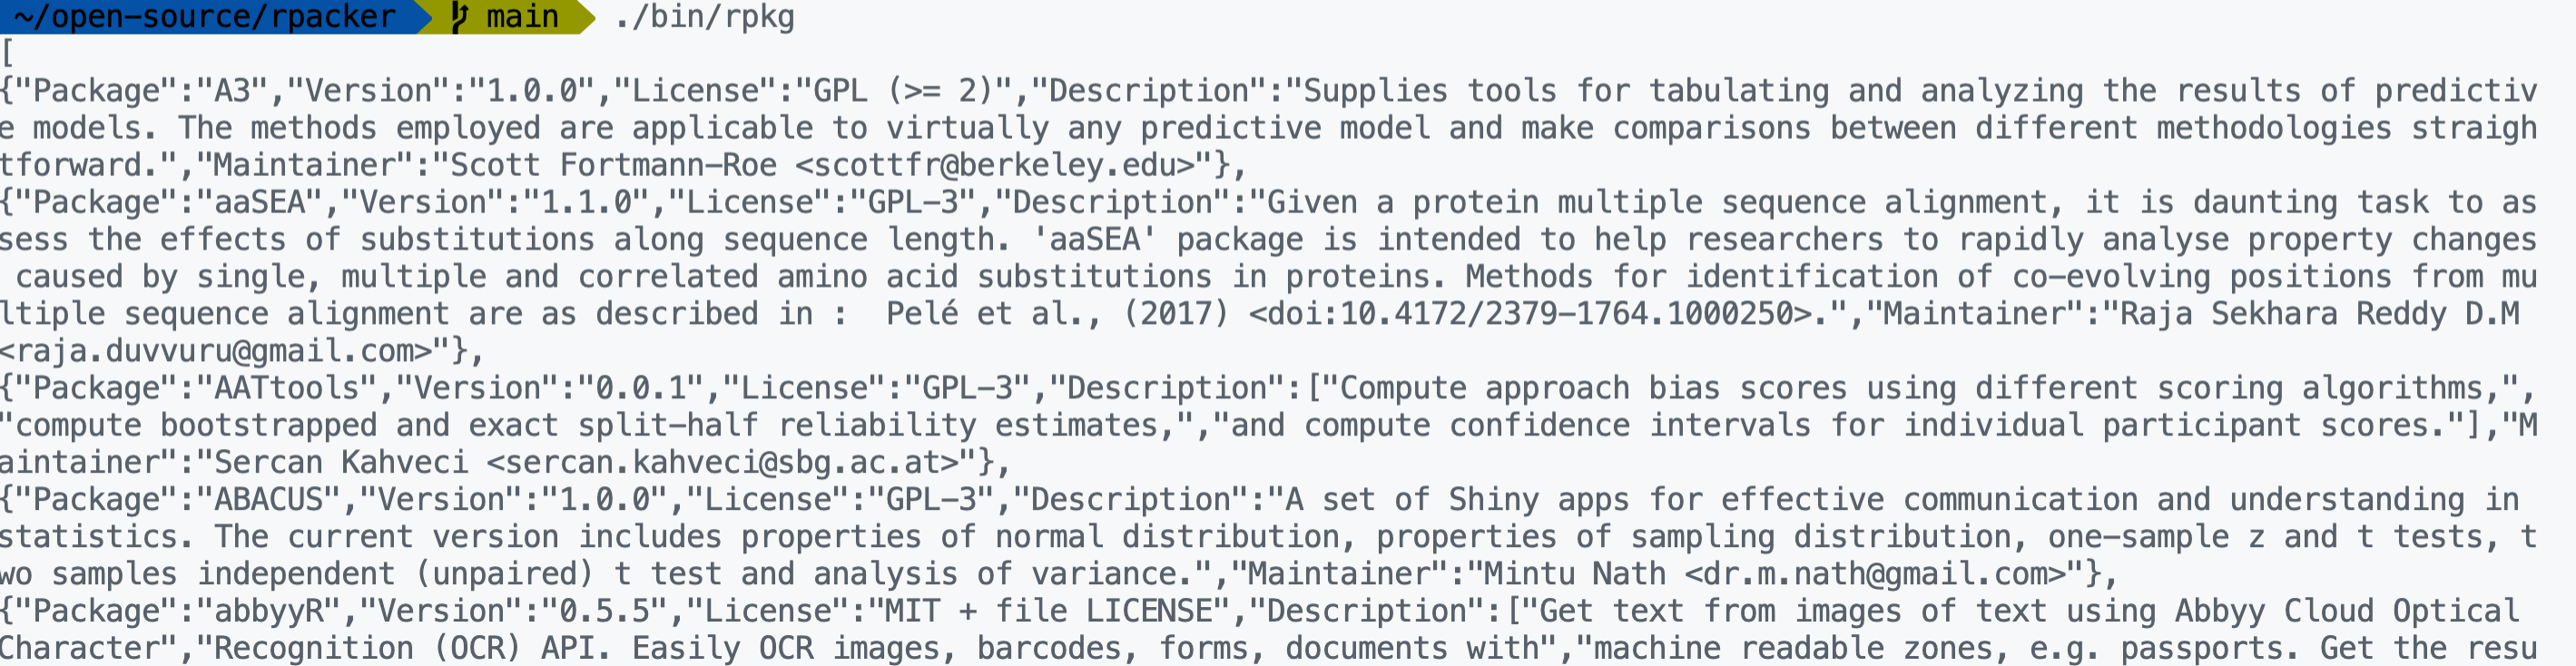 ~/open-source/rpacker main ./bin/rpkg
[
{"Package":"A3","Version":"1.0.0","License":"GPL (>= 2)","Description":"Supplies tools for tabulating and analyzing the results of predictiv
e models. The methods employed are applicable to virtually any predictive model and make comparisons between different methodologies straigh
tforward.","Maintainer":"Scott Fortmann-Roe <scottfr@berkeley.edu>"},
{"Package":"aaSEA","Version":"1.1.0","License":"GPL-3","Description":"Given a protein multiple sequence alignment, it is daunting task to as
sess the effects of substitutions along sequence length. 'aaSEA' package is intended to help researchers to rapidly analyse property changes
 caused by single, multiple and correlated amino acid substitutions in proteins. Methods for identification of co-evolving positions from mu
ltiple sequence alignment are as described in :  Pelé et al., (2017) <doi:10.4172/2379-1764.1000250>.","Maintainer":"Raja Sekhara Reddy D.M
<raja.duvvuru@gmail.com>"},
{"Package":"AATtools","Version":"0.0.1","License":"GPL-3","Description":["Compute approach bias scores using different scoring algorithms,",
"compute bootstrapped and exact split-half reliability estimates,","and compute confidence intervals for individual participant scores."],"M
aintainer":"Sercan Kahveci <sercan.kahveci@sbg.ac.at>"},
{"Package":"ABACUS","Version":"1.0.0","License":"GPL-3","Description":"A set of Shiny apps for effective communication and understanding in
statistics. The current version includes properties of normal distribution, properties of sampling distribution, one-sample z and t tests, t
wo samples independent (unpaired) t test and analysis of variance.","Maintainer":"Mintu Nath <dr.m.nath@gmail.com>"},
{"Package":"abbyyR","Version":"0.5.5","License":"MIT + file LICENSE","Description":["Get text from images of text using Abbyy Cloud Optical
Character","Recognition (OCR) API. Easily OCR images, barcodes, forms, documents with","machine readable zones, e.g. passports. Get the resu